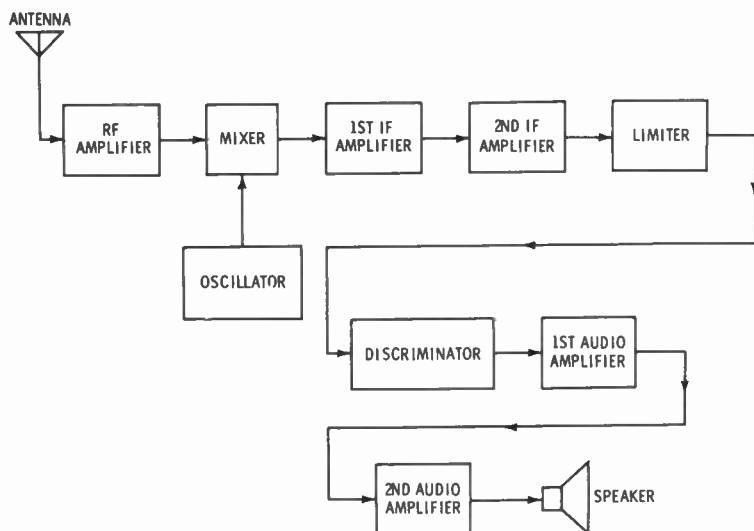 ANTENNA
RF
AMPLIFIER
MIXER
1ST IF
AMPLIFIER
2ND IF
AMPLIFIER
LIMITER
OSCILLATOR
DISCRIMINATOR
1ST AUDIO
AMPLIFIER
2ND AUDIO
AMPLIFIER
SPEAKER